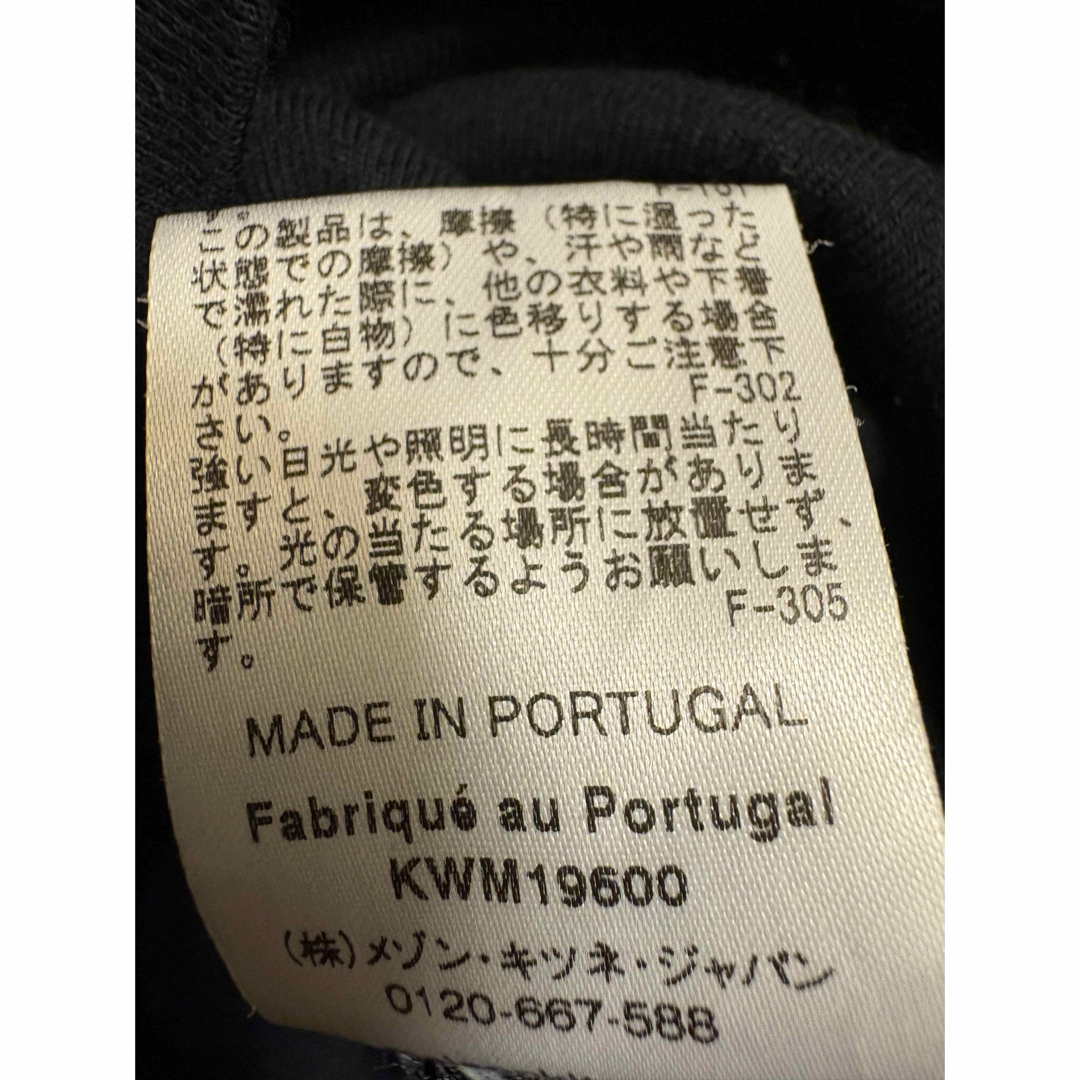 この製品は、摩擦（特に湿った
状態での摩擦）や、汗や雨など
で濡れた際に、他の衣料や下着
（特に白物）に色移りする場合
がありますので、十分ご注意下
さい。 F-302
強い日光や照明に長時間当たり
ますと、変色する場合がありま
す。光の当たる場所に放置せず、
暗所で保管するようお願いしま
す。 F-305
MADE IN PORTUGAL
Fabriqué au Portugal
KWM19600
(株)メゾン・キツネ・ジャパン
0120-667-588